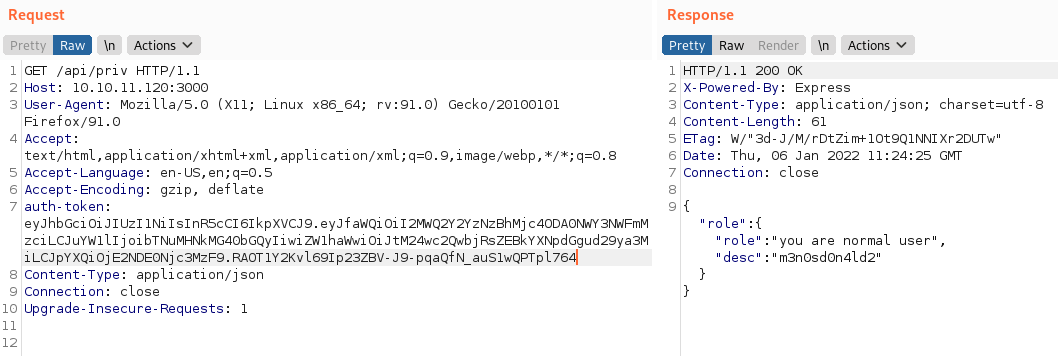 Request
Pretty Raw \n Actions
1 GET /api/priv HTTP/1.1
2 Host: 10.10.11.120:3000
3 User-Agent: Mozilla/5.0 (X11; Linux x86_64; rv:91.0) Gecko/20100101
Firefox/91.0
4 Accept:
text/html,application/xhtml+xml,application/xml;q=0.9,image/webp,*/*;q=0.8
5 Accept-Language: en-US,en;q=0.5
6 Accept-Encoding: gzip, deflate
7 auth-token:
eyJhbGciOiJIUzI1NiIsInR5cCI6IkpXVCJ9.eyJfaWQiOiI2MWQ2Y2YzNzBhMjc4ODA0NWY3NWFmM
zciLCJuYW1lIjoibTNuMHNkMG40bGQyIiwiZW1haWwiOiJtM24wc2QwbjRsZEBkYXNpdGgud29ya3M
iLCJpYXQiOjE2NDE0Njc3MzF9.RAOT1Y2Kvl69Ip23ZBV-J9-pqaQfN_auS1wQPTpl764
8 Content-Type: application/json
9 Connection: close
10 Upgrade-Insecure-Requests: 1
11
12
Response
Pretty Raw Render \n Actions
1 HTTP/1.1 200 OK
2 X-Powered-By: Express
3 Content-Type: application/json; charset=utf-8
4 Content-Length: 61
5 ETag: W/"3d-J/M/rDtZim+1Ot9Q1NNIXr2DUTw"
6 Date: Thu, 06 Jan 2022 11:24:25 GMT
7 Connection: close
8
9 {
"role":{
"role":"you are normal user",
"desc":"m3n0sd0n4ld2"
}
}